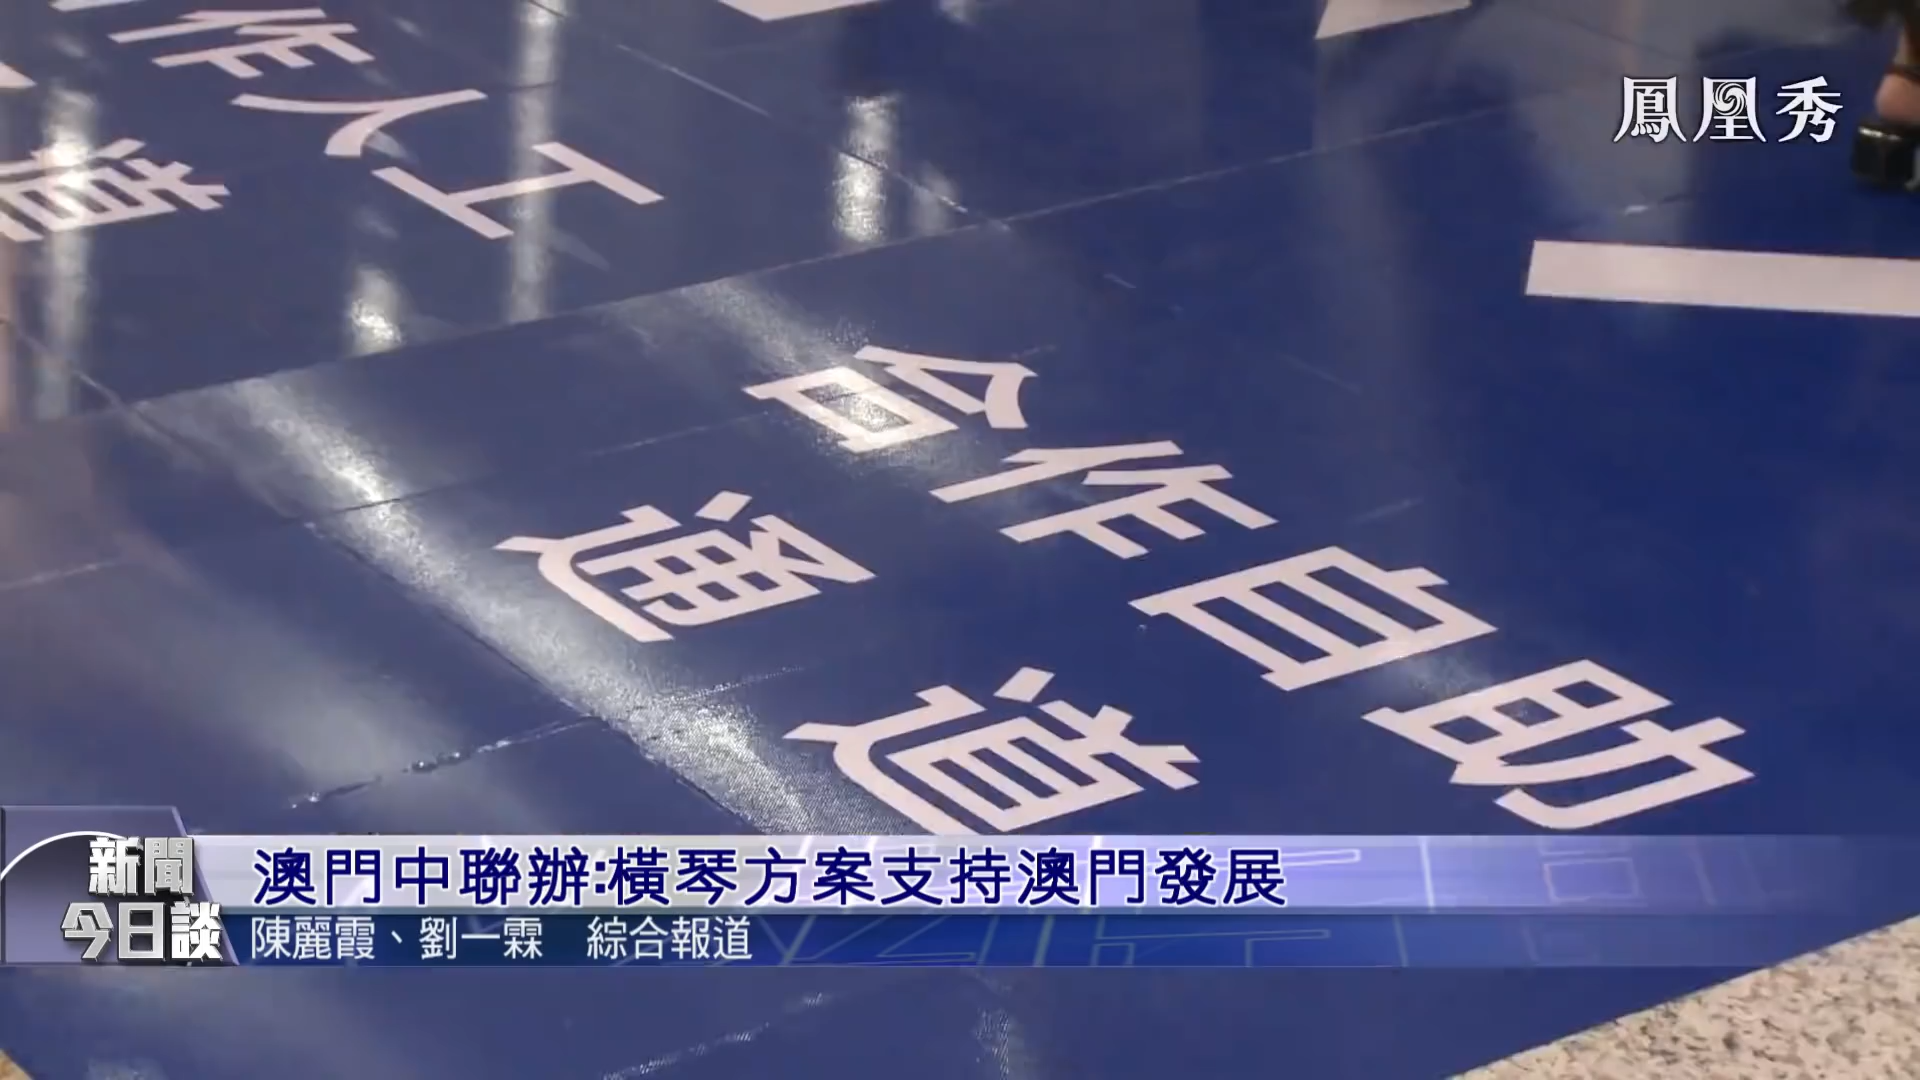 鳳凰秀
作人工
道
合作自助
通道
新聞
今日談
澳門中聯辦:橫琴方案支持澳門發展
陳麗霞、劉一霖　綜合報道